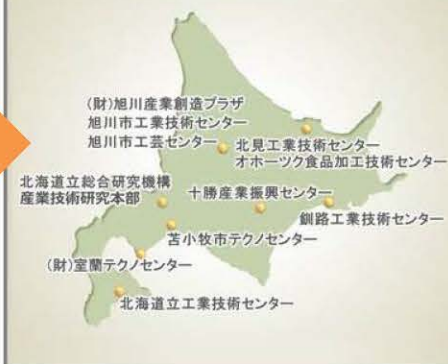 (財)旭川産業創造プラザ
旭川市工業技術センター
旭川市工芸センター
北見工業技術センター
オホーツク食品加工技術センター
北海道立総合研究機構
産業技術研究本部
十勝産業振興センター
釧路工業技術センター
苫小牧市テクノセンター
(財)室蘭テクノセンター
北海道立工業技術センター